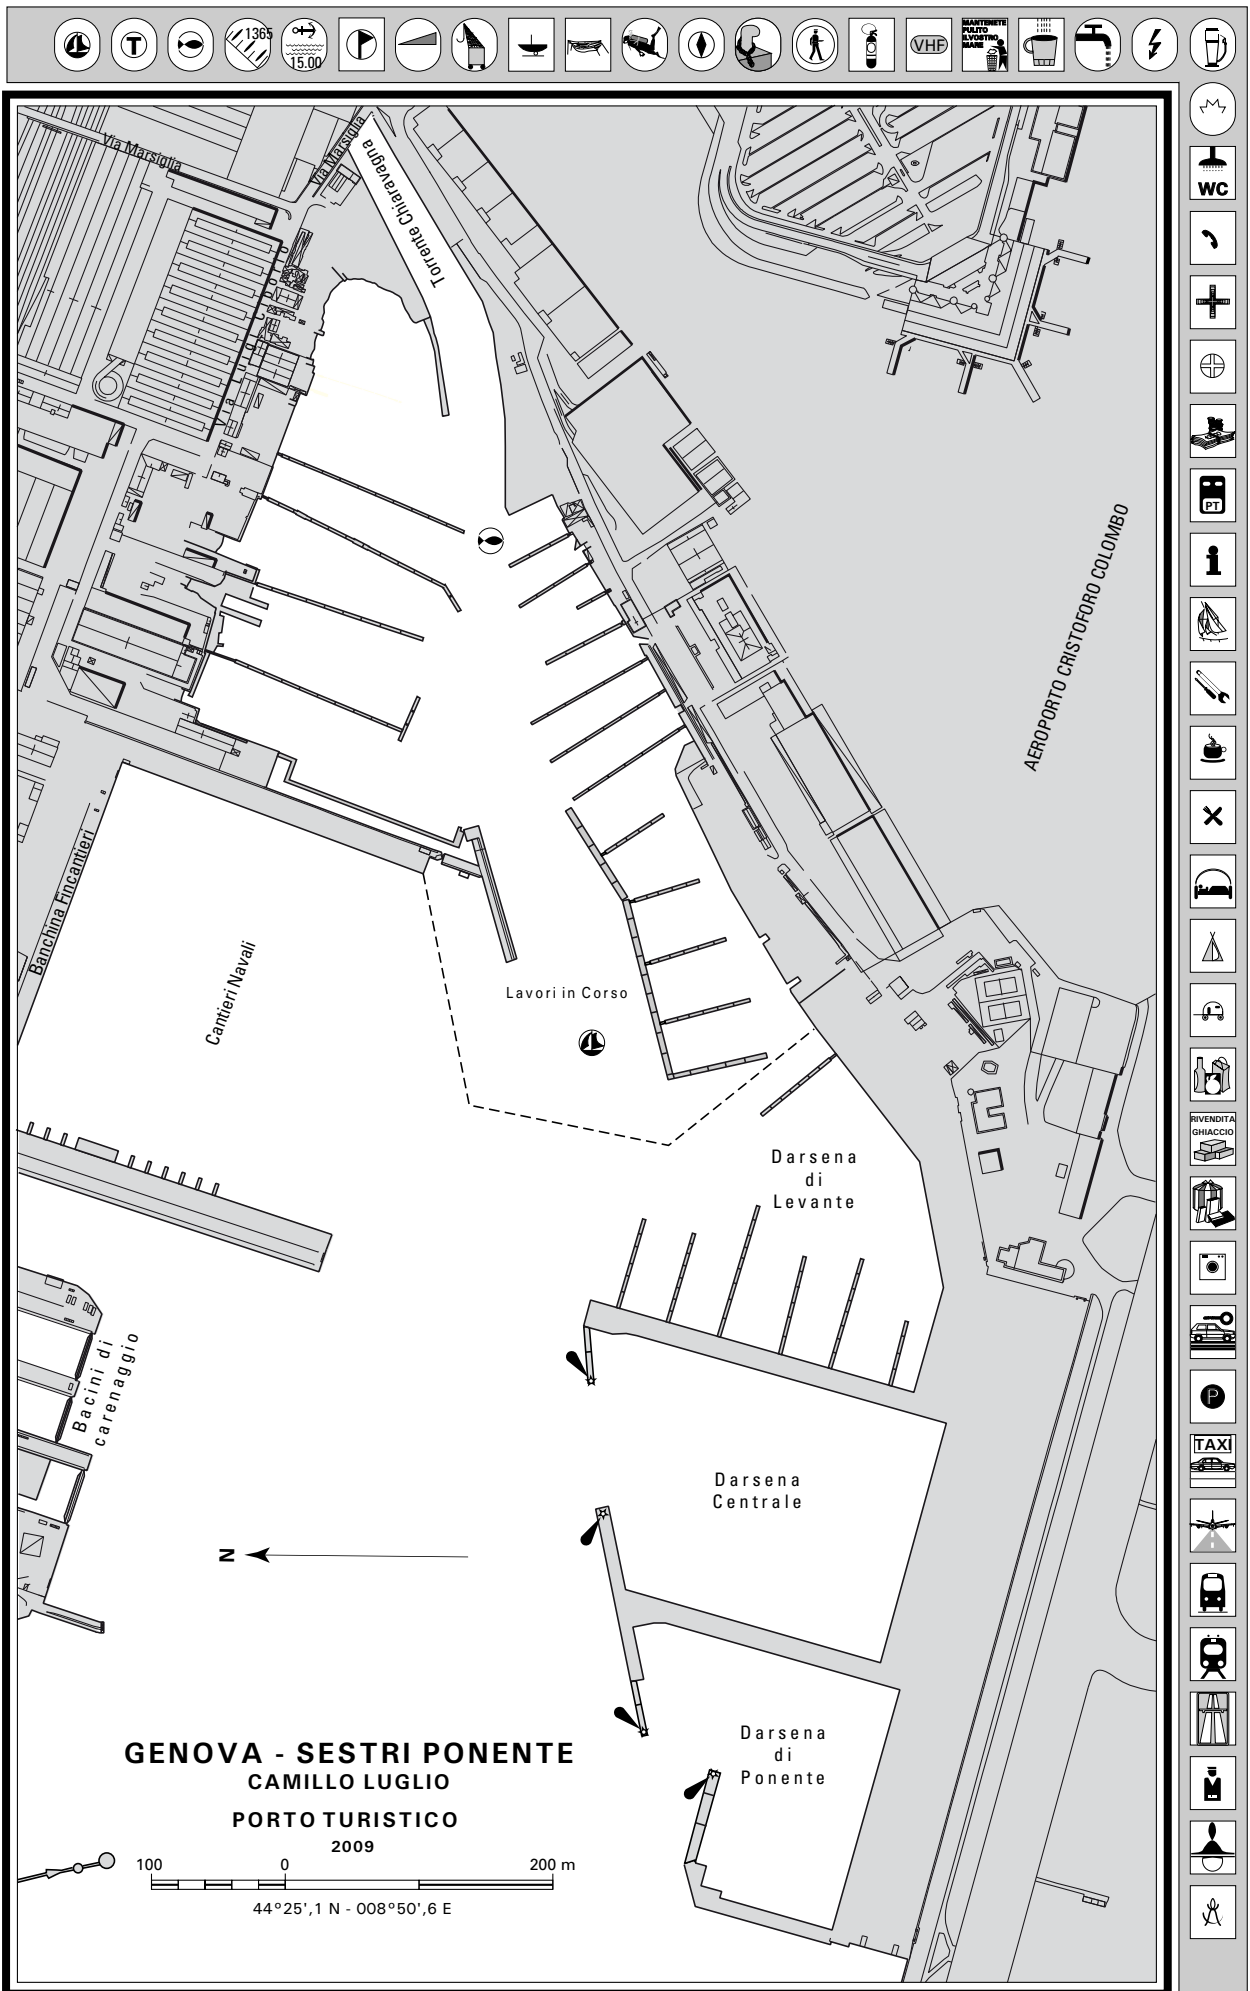 T
1365
15.00
VHF
MANTENETE
PULITO
IL VOSTRO
MARE
WC
PT
i
RIVENDITA
GHIACCIO
P
TAXI
Via Marsiglia
Via Marsiglia
Torrente Chiaravagna
AEROPORTO CRISTOFORO COLOMBO
Banchina Fincantieri
Cantieri Navali
Lavori in Corso
Darsena
di
Levante
Bacini di
carenaggio
Darsena
Centrale
N
Darsena
di
Ponente
GENOVA - SESTRI PONENTE
CAMILLO LUGLIO
PORTO TURISTICO
2009
100 0 200 m
44°25',1 N - 008°50',6 E